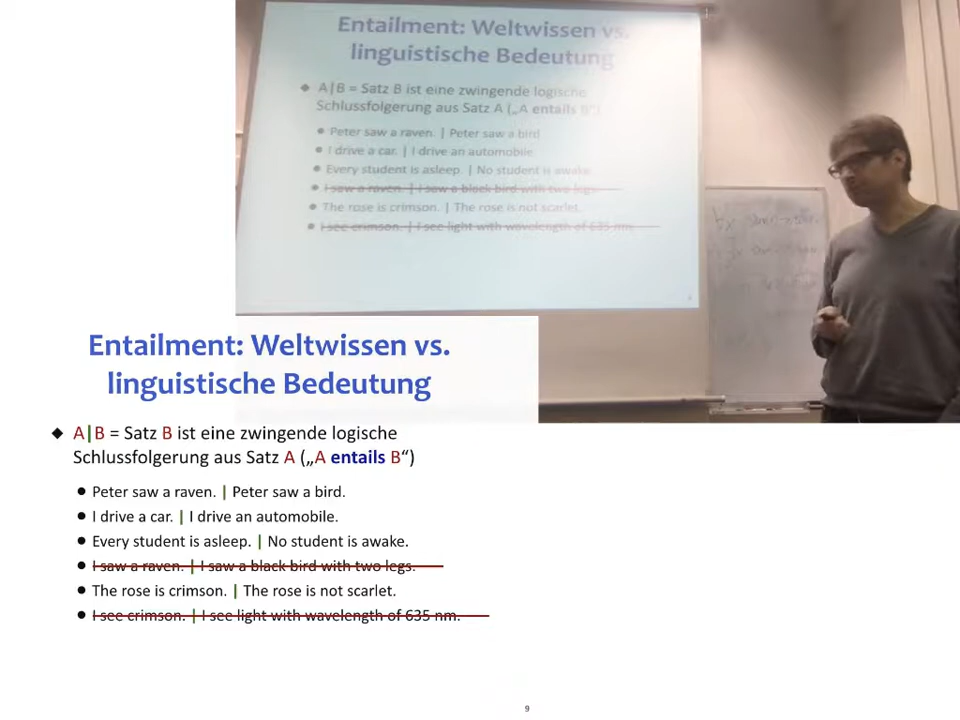 Entailment: Weltwissen vs.
linguistische Bedeutung
◆ A|B = Satz B ist eine zwingende logische
Schlussfolgerung aus Satz A („A entails B“)
● Peter saw a raven. | Peter saw a bird
● I drive a car. | I drive an automobile
● Every student is asleep. | No student is awake.
● I saw a raven. | I saw a black bird with two legs.
● The rose is crimson. | The rose is not scarlet.
● I see crimson. | I see light with wavelength of 635 nm.
Entailment: Weltwissen vs.
linguistische Bedeutung
◆ A|B = Satz B ist eine zwingende logische
Schlussfolgerung aus Satz A („A entails B“)
● Peter saw a raven. | Peter saw a bird.
● I drive a car. | I drive an automobile.
● Every student is asleep. | No student is awake.
● I saw a raven. | I saw a black bird with two legs.
● The rose is crimson. | The rose is not scarlet.
● I see crimson. | I see light with wavelength of 635 nm.
9